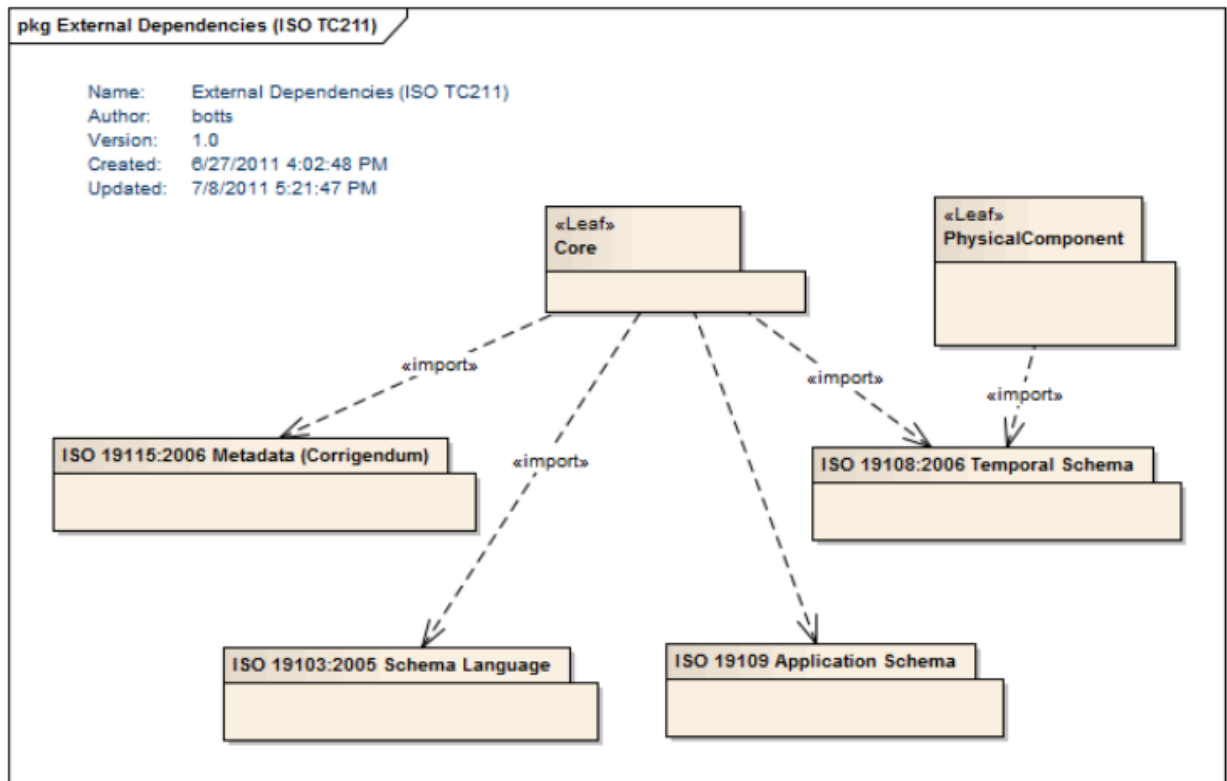 pkg External Dependencies (ISO TC211)
Name: External Dependencies (ISO TC211)
Author: botts
Version: 1.0
Created: 6/27/2011 4:02:48 PM
Updated: 7/8/2011 5:21:47 PM
«Leaf»
Core
«Leaf»
PhysicalComponent
«import»
«import»
«import»
«import»
ISO 19115:2006 Metadata (Corrigendum)
ISO 19108:2006 Temporal Schema
ISO 19103:2005 Schema Language
ISO 19109 Application Schema